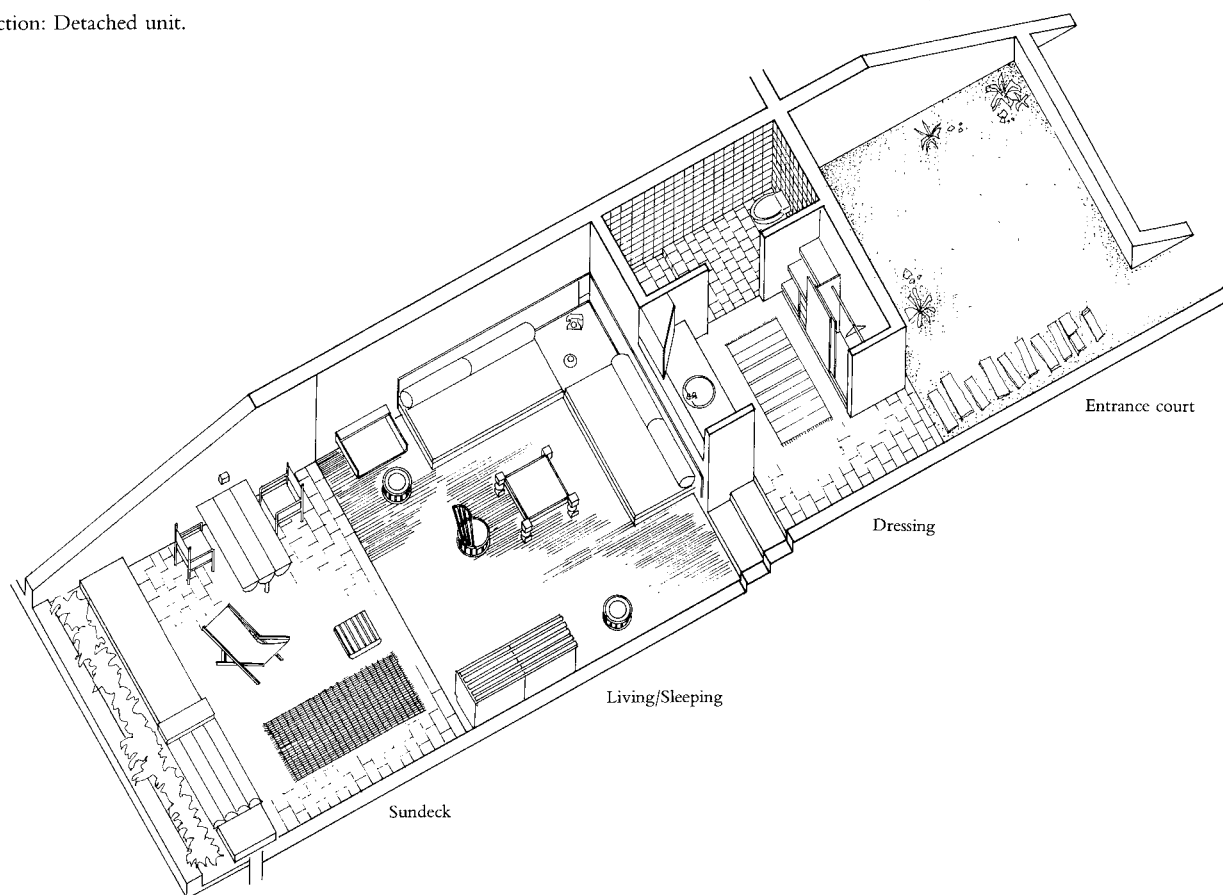 ction: Detached unit.
Entrance court
Dressing
Living/Sleeping
Sundeck